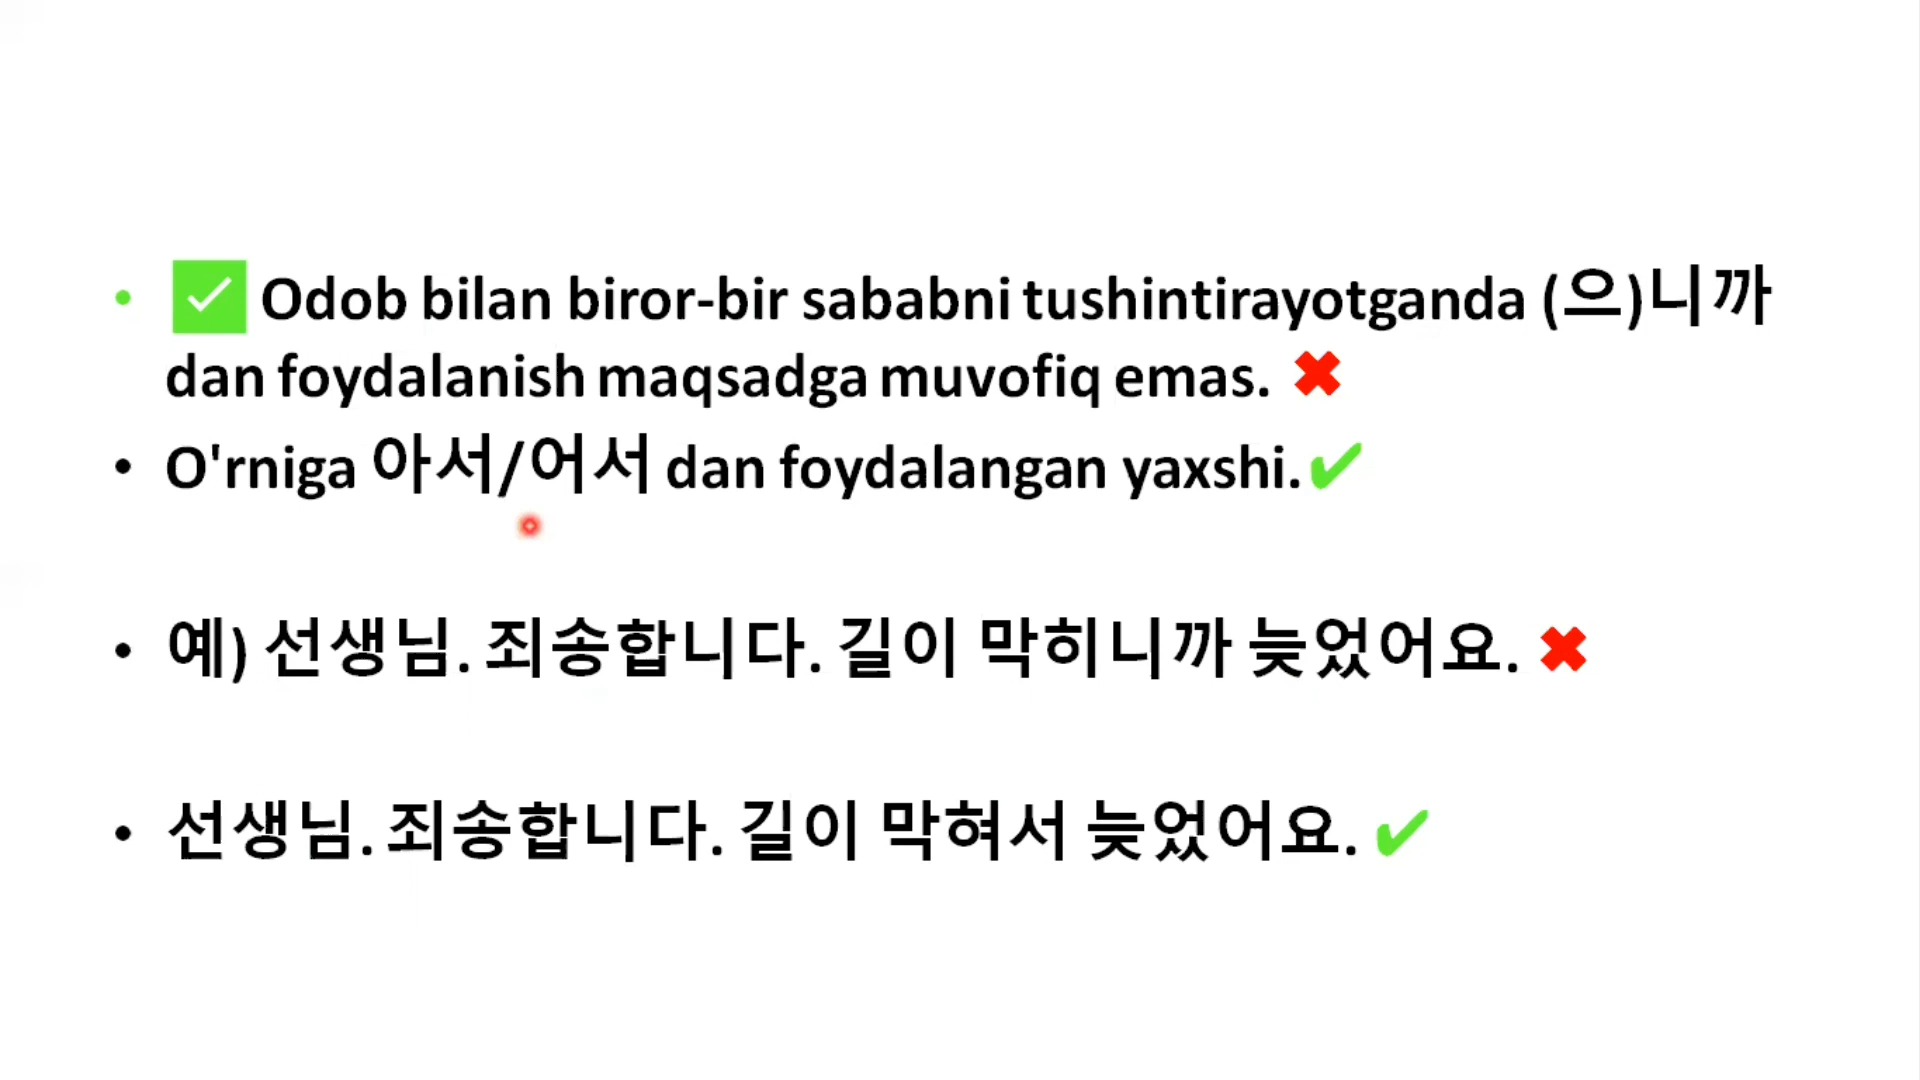 • ✅ Odob bilan biror-bir sababni tushintirayotganda (으)니까
dan foydalanish maqsadga muvofiq emas. ✖
• O'rniga 아서/어서 dan foydalangan yaxshi.✔
• 예) 선생님. 죄송합니다. 길이 막히니까 늦었어요. ✖
• 선생님. 죄송합니다. 길이 막혀서 늦었어요. ✔